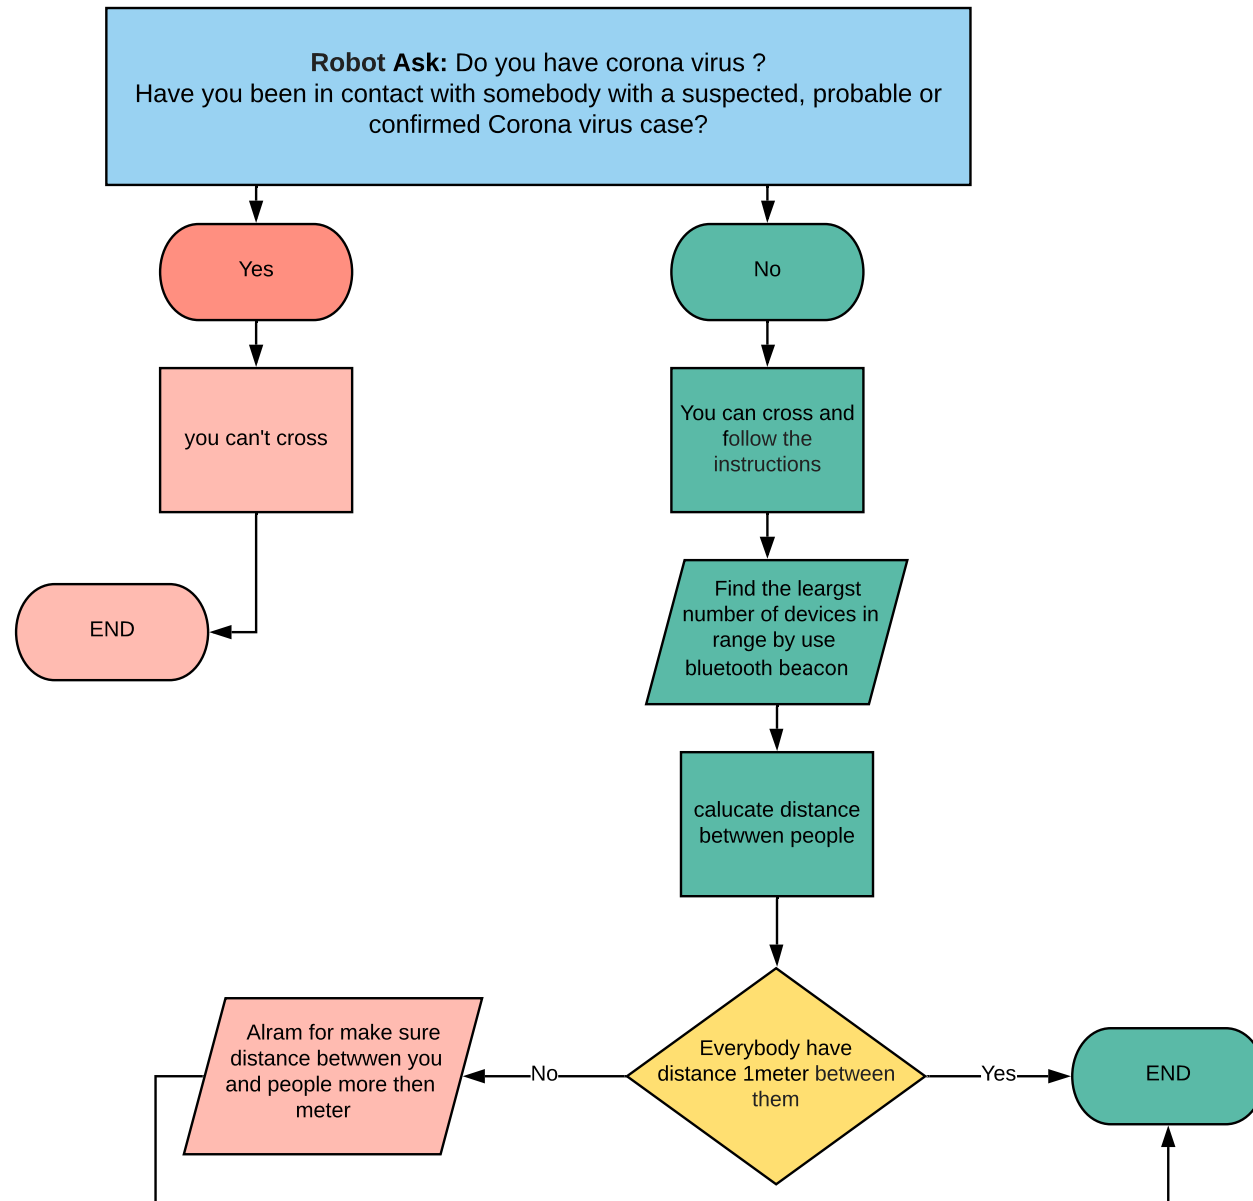 Robot Ask: Do you have corona virus ?
Have you been in contact with somebody with a suspected, probable or
confirmed Corona virus case?
Yes
No
you can't cross
You can cross and
follow the
instructions
END
Find the leargst
number of devices in
range by use
bluetooth beacon
calucate distance
betwwen people
Alram for make sure
distance betwwen you
and people more then
meter
No
Everybody have
distance 1meter between
them
Yes
END